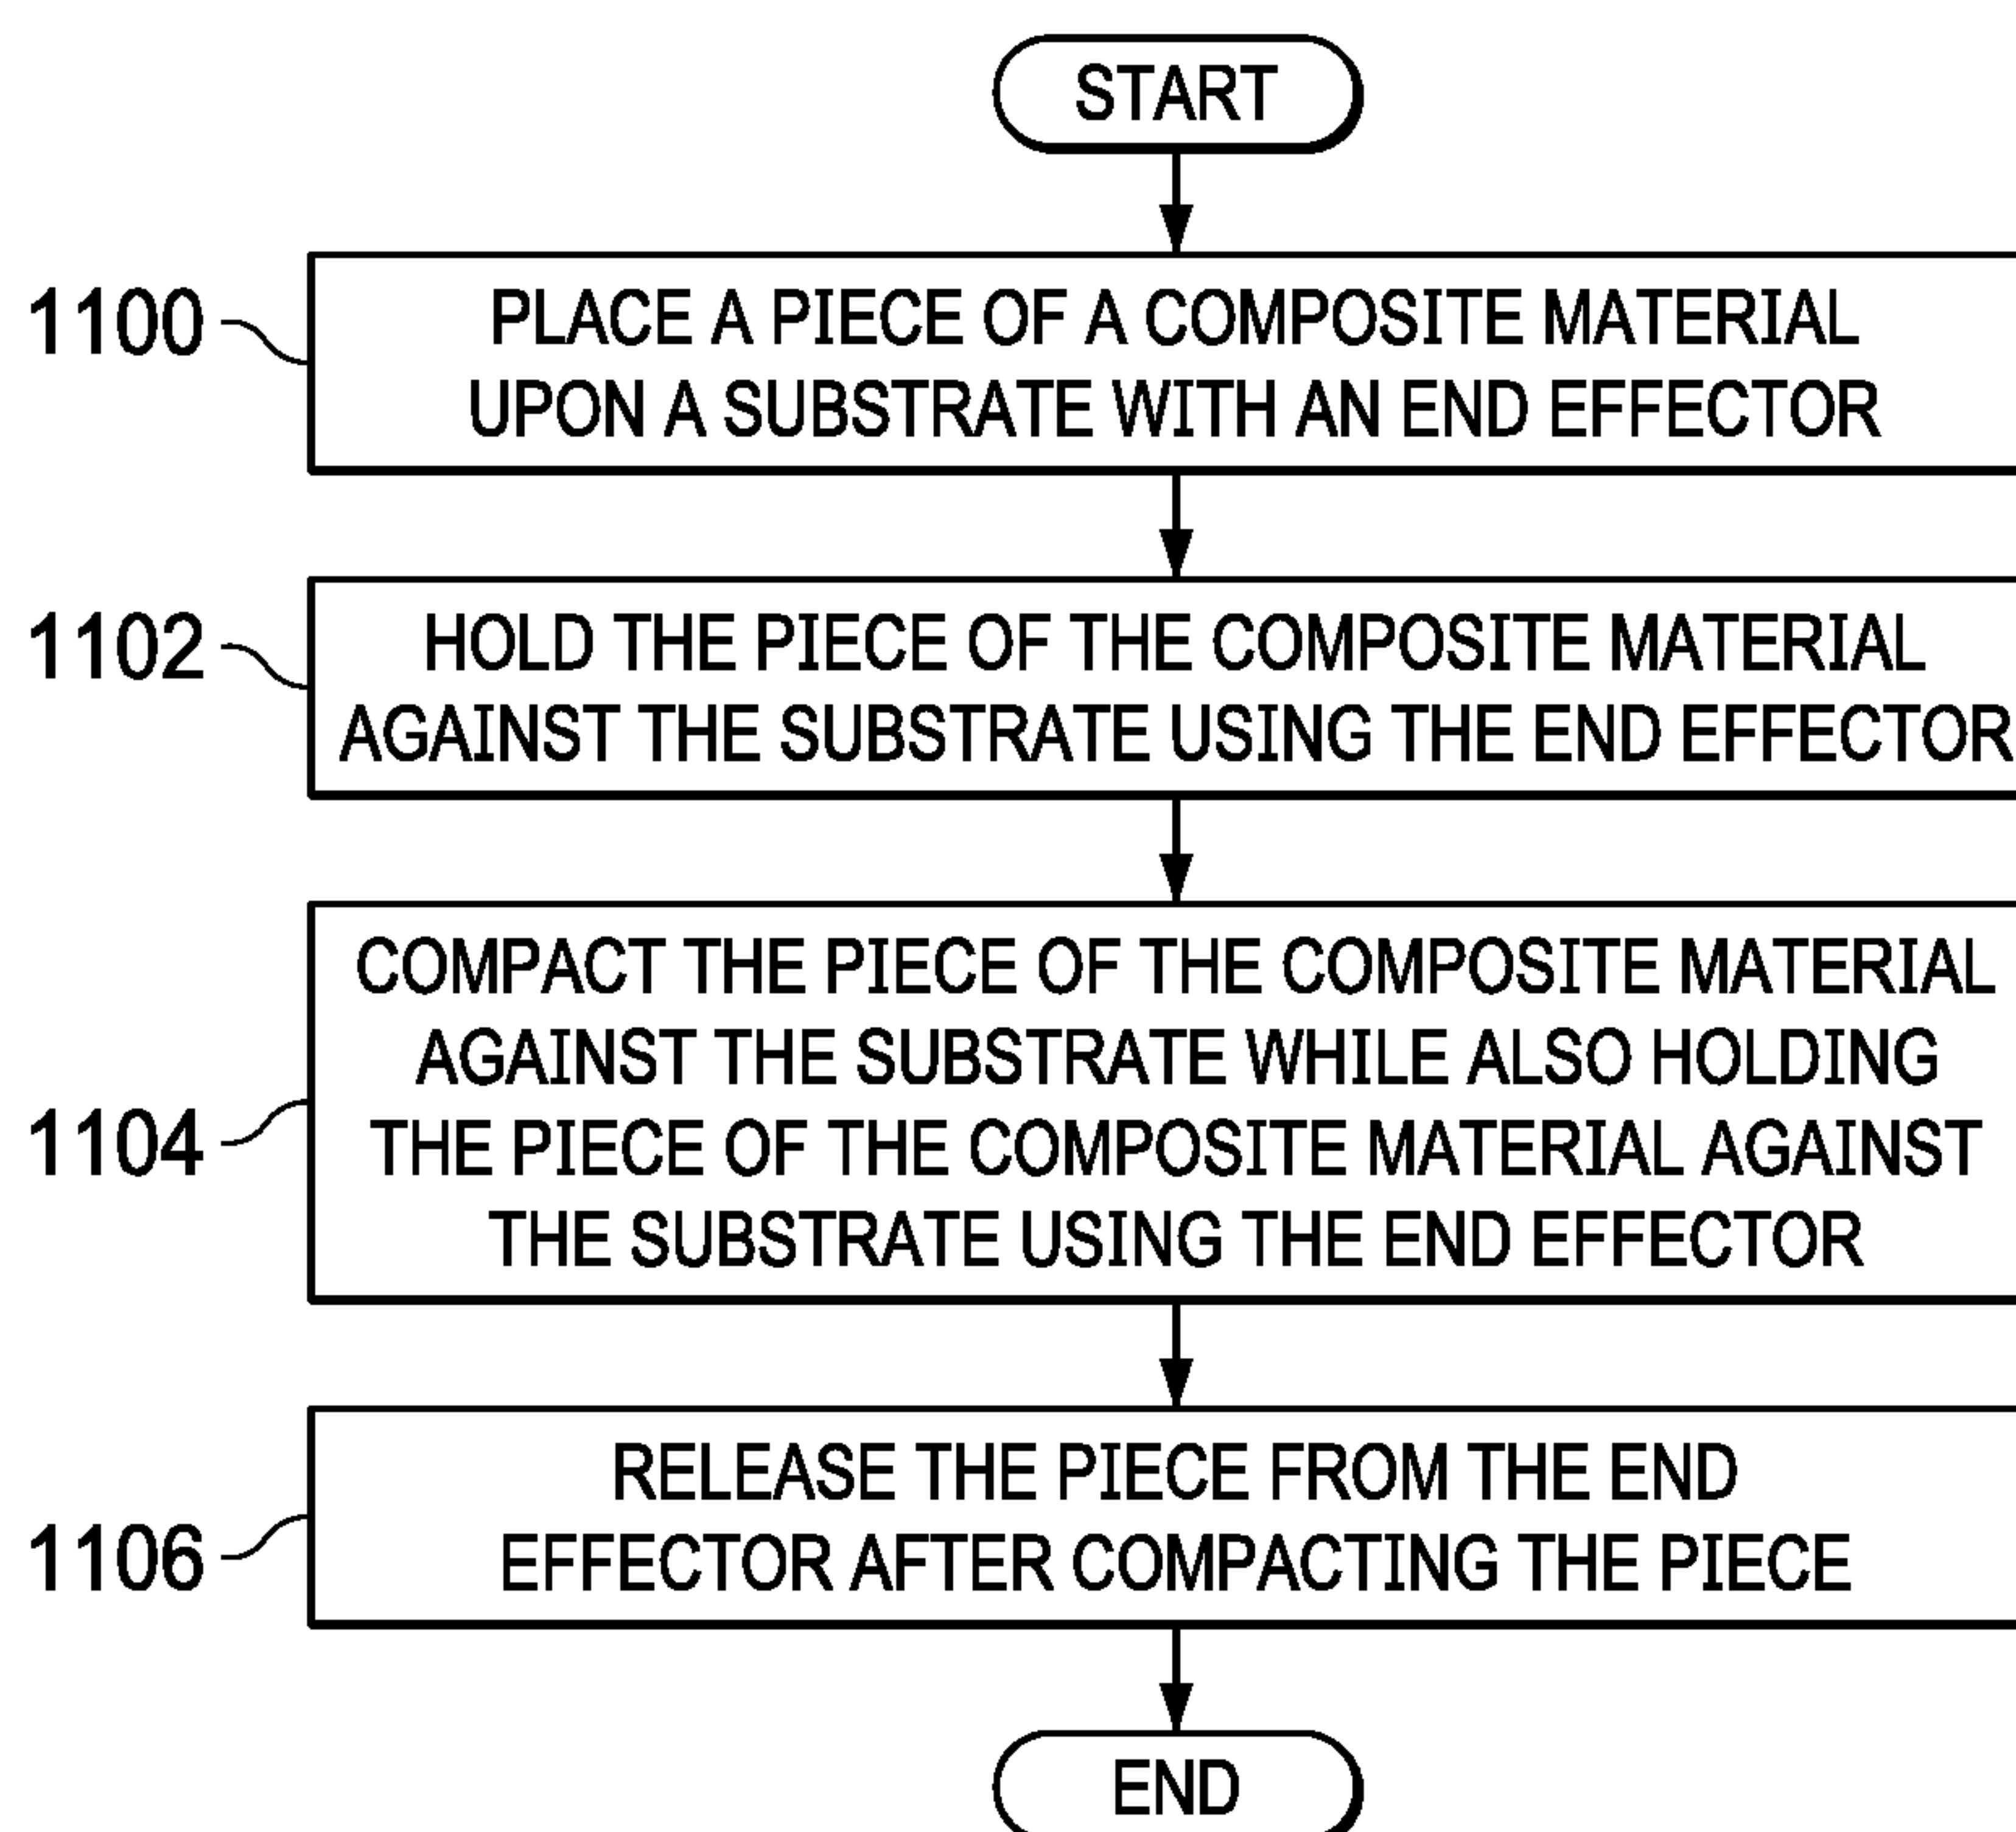 START
1100
PLACE A PIECE OF A COMPOSITE MATERIAL
UPON A SUBSTRATE WITH AN END EFFECTOR
1102
HOLD THE PIECE OF THE COMPOSITE MATERIAL
AGAINST THE SUBSTRATE USING THE END EFFECTOR
1104
COMPACT THE PIECE OF THE COMPOSITE MATERIAL
AGAINST THE SUBSTRATE WHILE ALSO HOLDING
THE PIECE OF THE COMPOSITE MATERIAL AGAINST
THE SUBSTRATE USING THE END EFFECTOR
1106
RELEASE THE PIECE FROM THE END
EFFECTOR AFTER COMPACTING THE PIECE
END